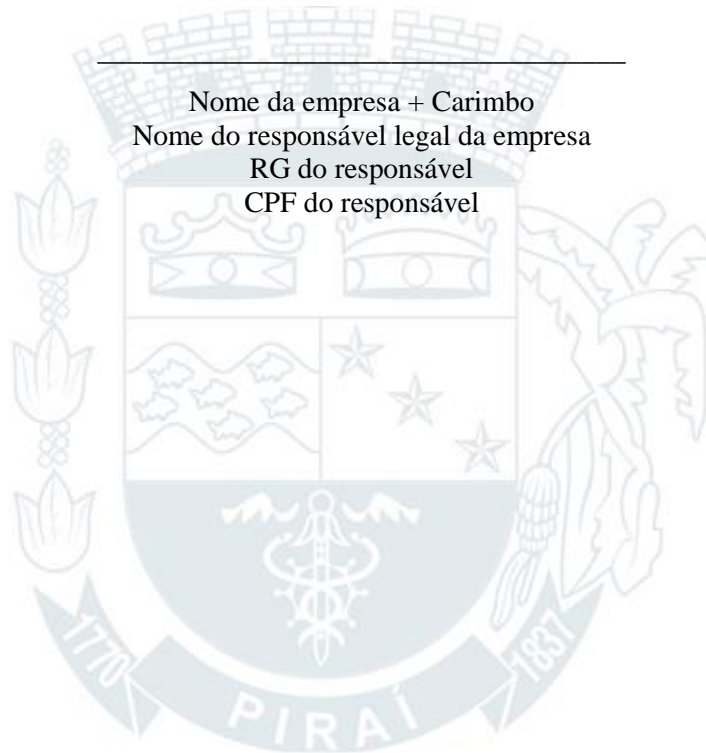 ______________________________________
Nome da empresa + Carimbo
Nome do responsável legal da empresa
RG do responsável
CPF do responsável
1770
PIRAÍ
1837